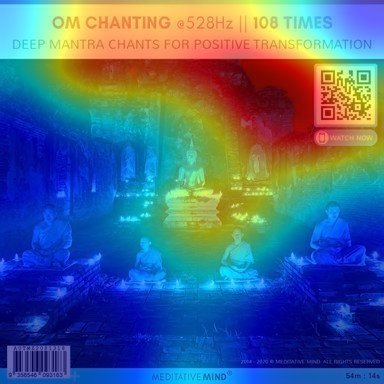 OM CHANTING @528Hz || 108 TIMES
DEEP MANTRA CHANTS FOR POSITIVE TRANSFORMATION
WATCH NOW
MEDITATIVE MIND
54m : 14s